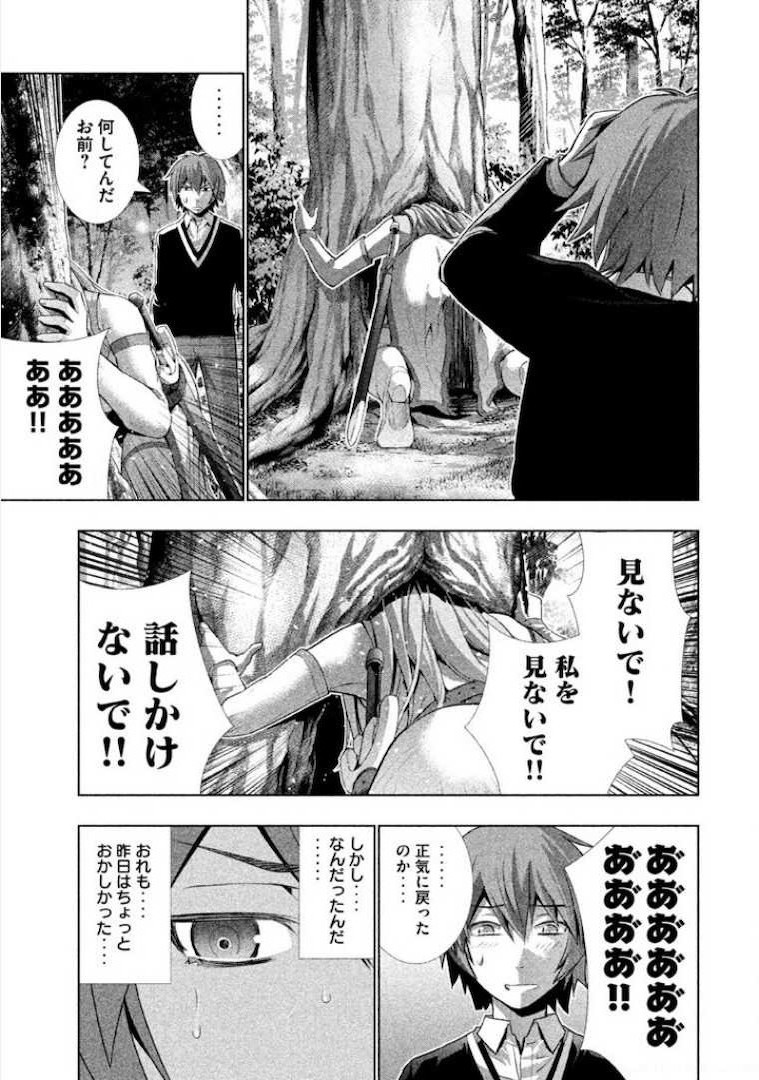 ・・・・
何してんだ
お前？
あああああ
ああ!!
見ないで！
私を
見ないで!!
話しかけ
ないで!!
あ゛あ゛あ゛あ゛あ゛
あ゛あ゛あ゛あ゛!!
正気に戻った
のか・・・・
しかし・・・・
なんだったんだ
・・・・・
おれも・・・・
昨日はちょっと
おかしかった・・・・
・・・・・